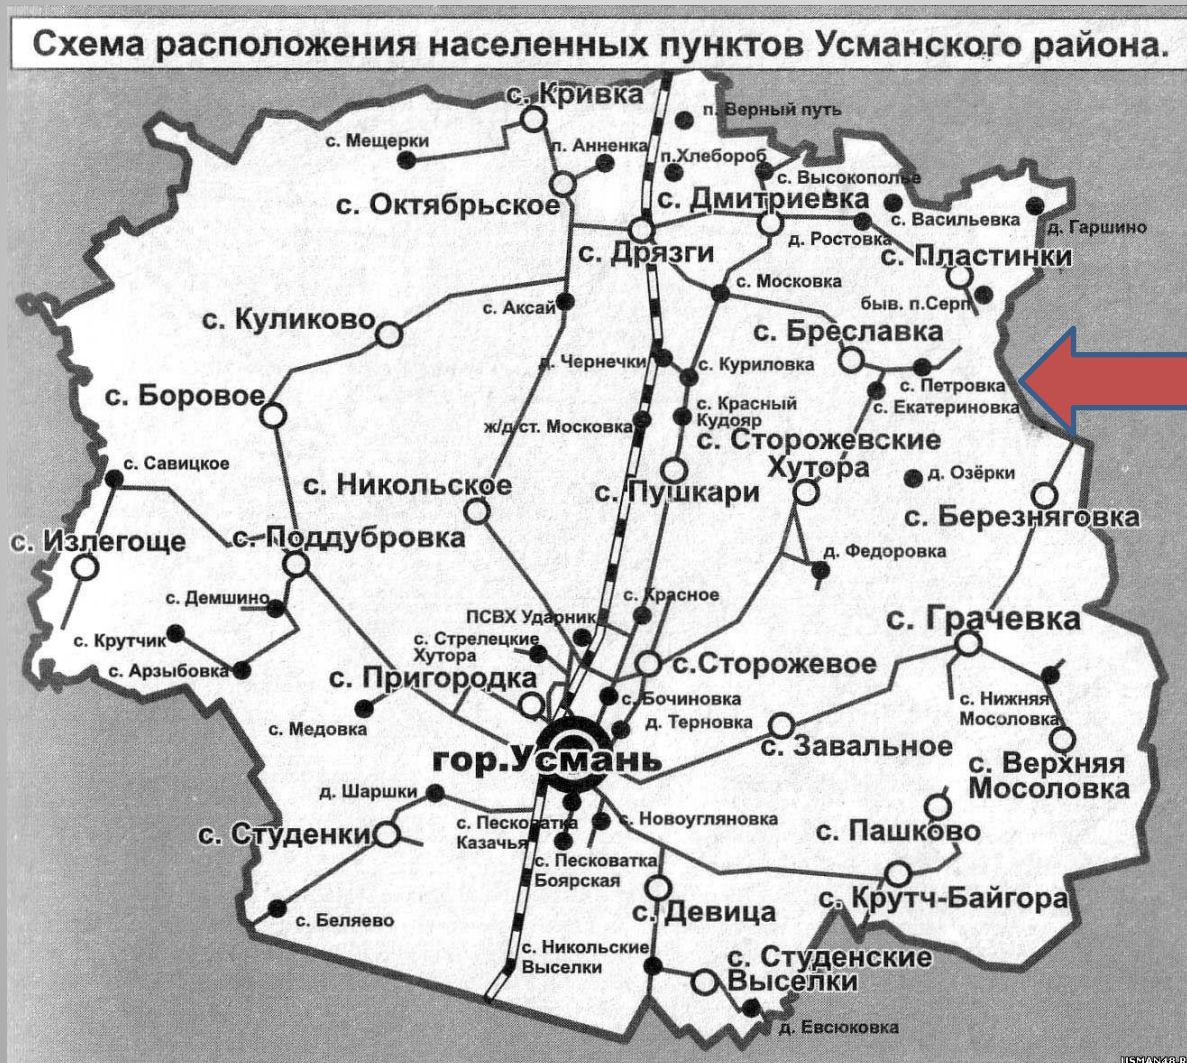 Схема расположения населенных пунктов Усманского района.
с. Кривка
п. Верный путь
с. Мещерки
п. Анненка
п.Хлебороб
с. Высокополье
с. Октябрьское
с. Дмитриевка
с. Васильевка
д. Гаршино
д. Ростовка
с. Дрязги
с. Пластинки
с. Московка
быв. п.Серп
с. Аксай
с. Куликово
с. Бреславка
д. Чернечки
с. Куриловка
с. Петровка
с. Боровое
с. Красный
Кудояр
с. Екатериновка
ж/д ст. Московка
с. Сторожевские
Хутора
с. Савицкое
д. Озёрки
с. Никольское
с. Пушкари
с. Березняговка
с. Излегоще
с. Поддубровка
д. Федоровка
с. Демшино
с. Красное
ПСВХ Ударник
с. Грачевка
с. Крутчик
с. Стрелецкие
Хутора
с. Арзыбовка
с.Сторожевое
с. Пригородка
с. Бочиновка
с. Нижняя
Мосоловка
с. Медовка
д. Терновка
с. Завальное
гор.Усмань
с. Верхняя
Мосоловка
д. Шаршки
с. Студенки
с. Песковатка
Казачья
с. Новоугляновка
с. Пашково
с. Песковатка
Боярская
с. Крутч-Байгора
с. Беляево
с. Девица
с. Никольские
Выселки
с. Студенские
Выселки
д. Евсюковка